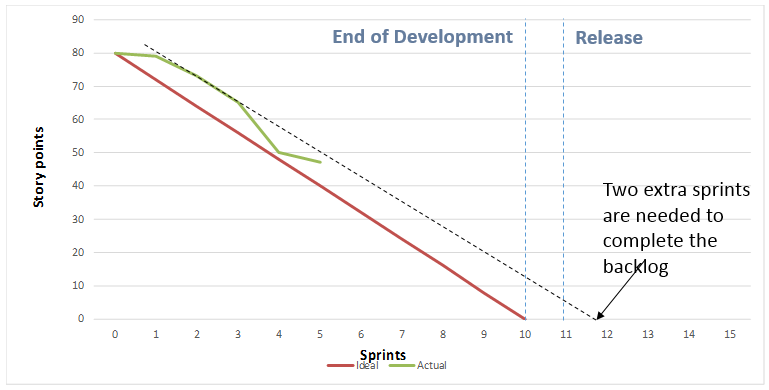 90
End of Development
Release
80
70
60
50
40
30
20
10
0
Story points
Two extra sprints
are needed to
complete the
backlog
0 1 2 3 4 5 6 7 8 9 10 11 12 13 14 15
Sprints
Ideal Actual